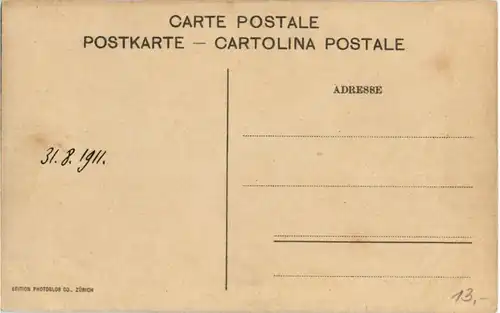 CARTE POSTALE
POSTKARTE – CARTOLINA POSTALE
ADRESSE
31.8.1911.
EDITION PHOTOGLOB CO., ZÜRICH
13,-